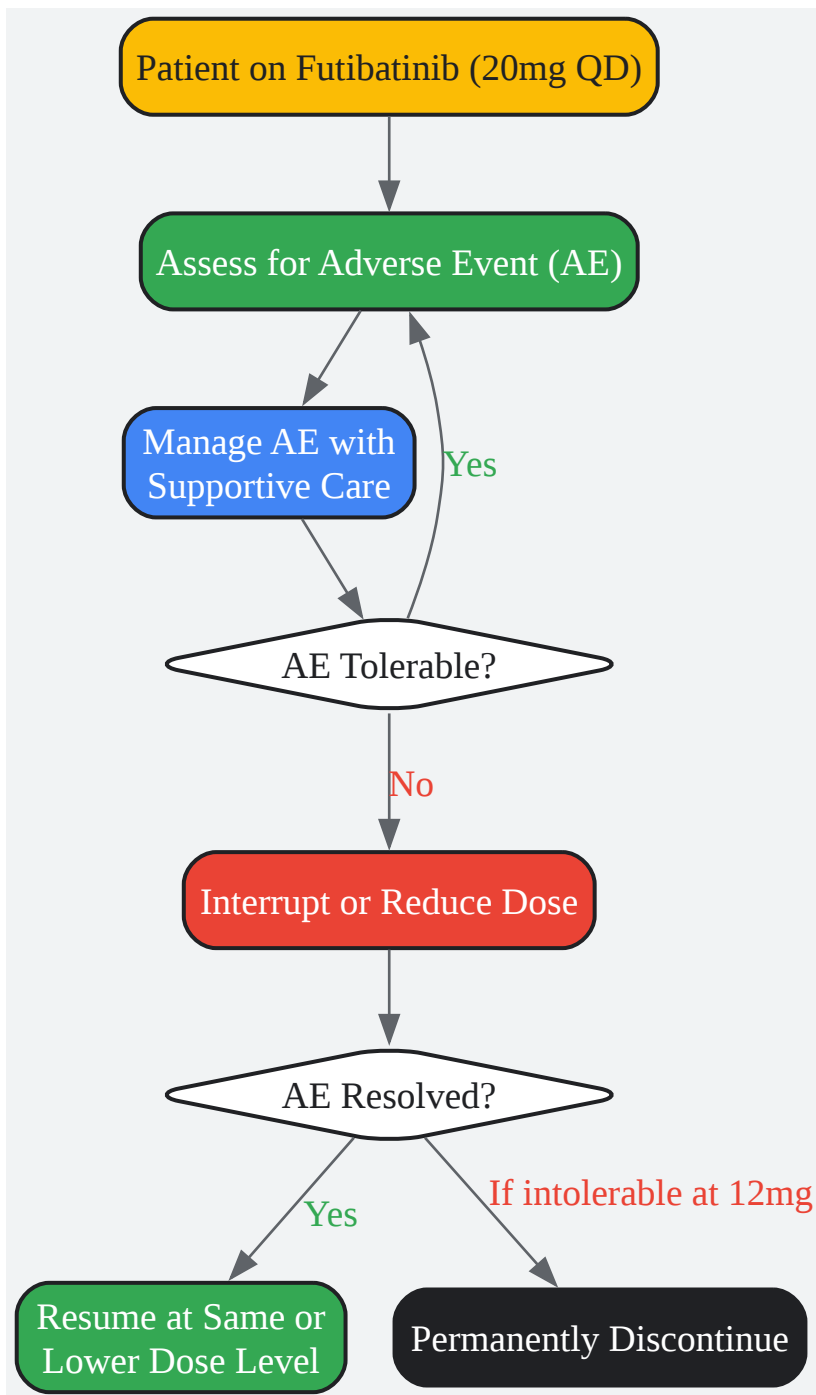 Patient on Futibatinib (20mg QD)
Assess for Adverse Event (AE)
Manage AE with
Supportive Care
Yes
AE Tolerable?
No
Interrupt or Reduce Dose
AE Resolved?
If intolerable at 12mg
Yes
Resume at Same or
Lower Dose Level
Permanently Discontinue